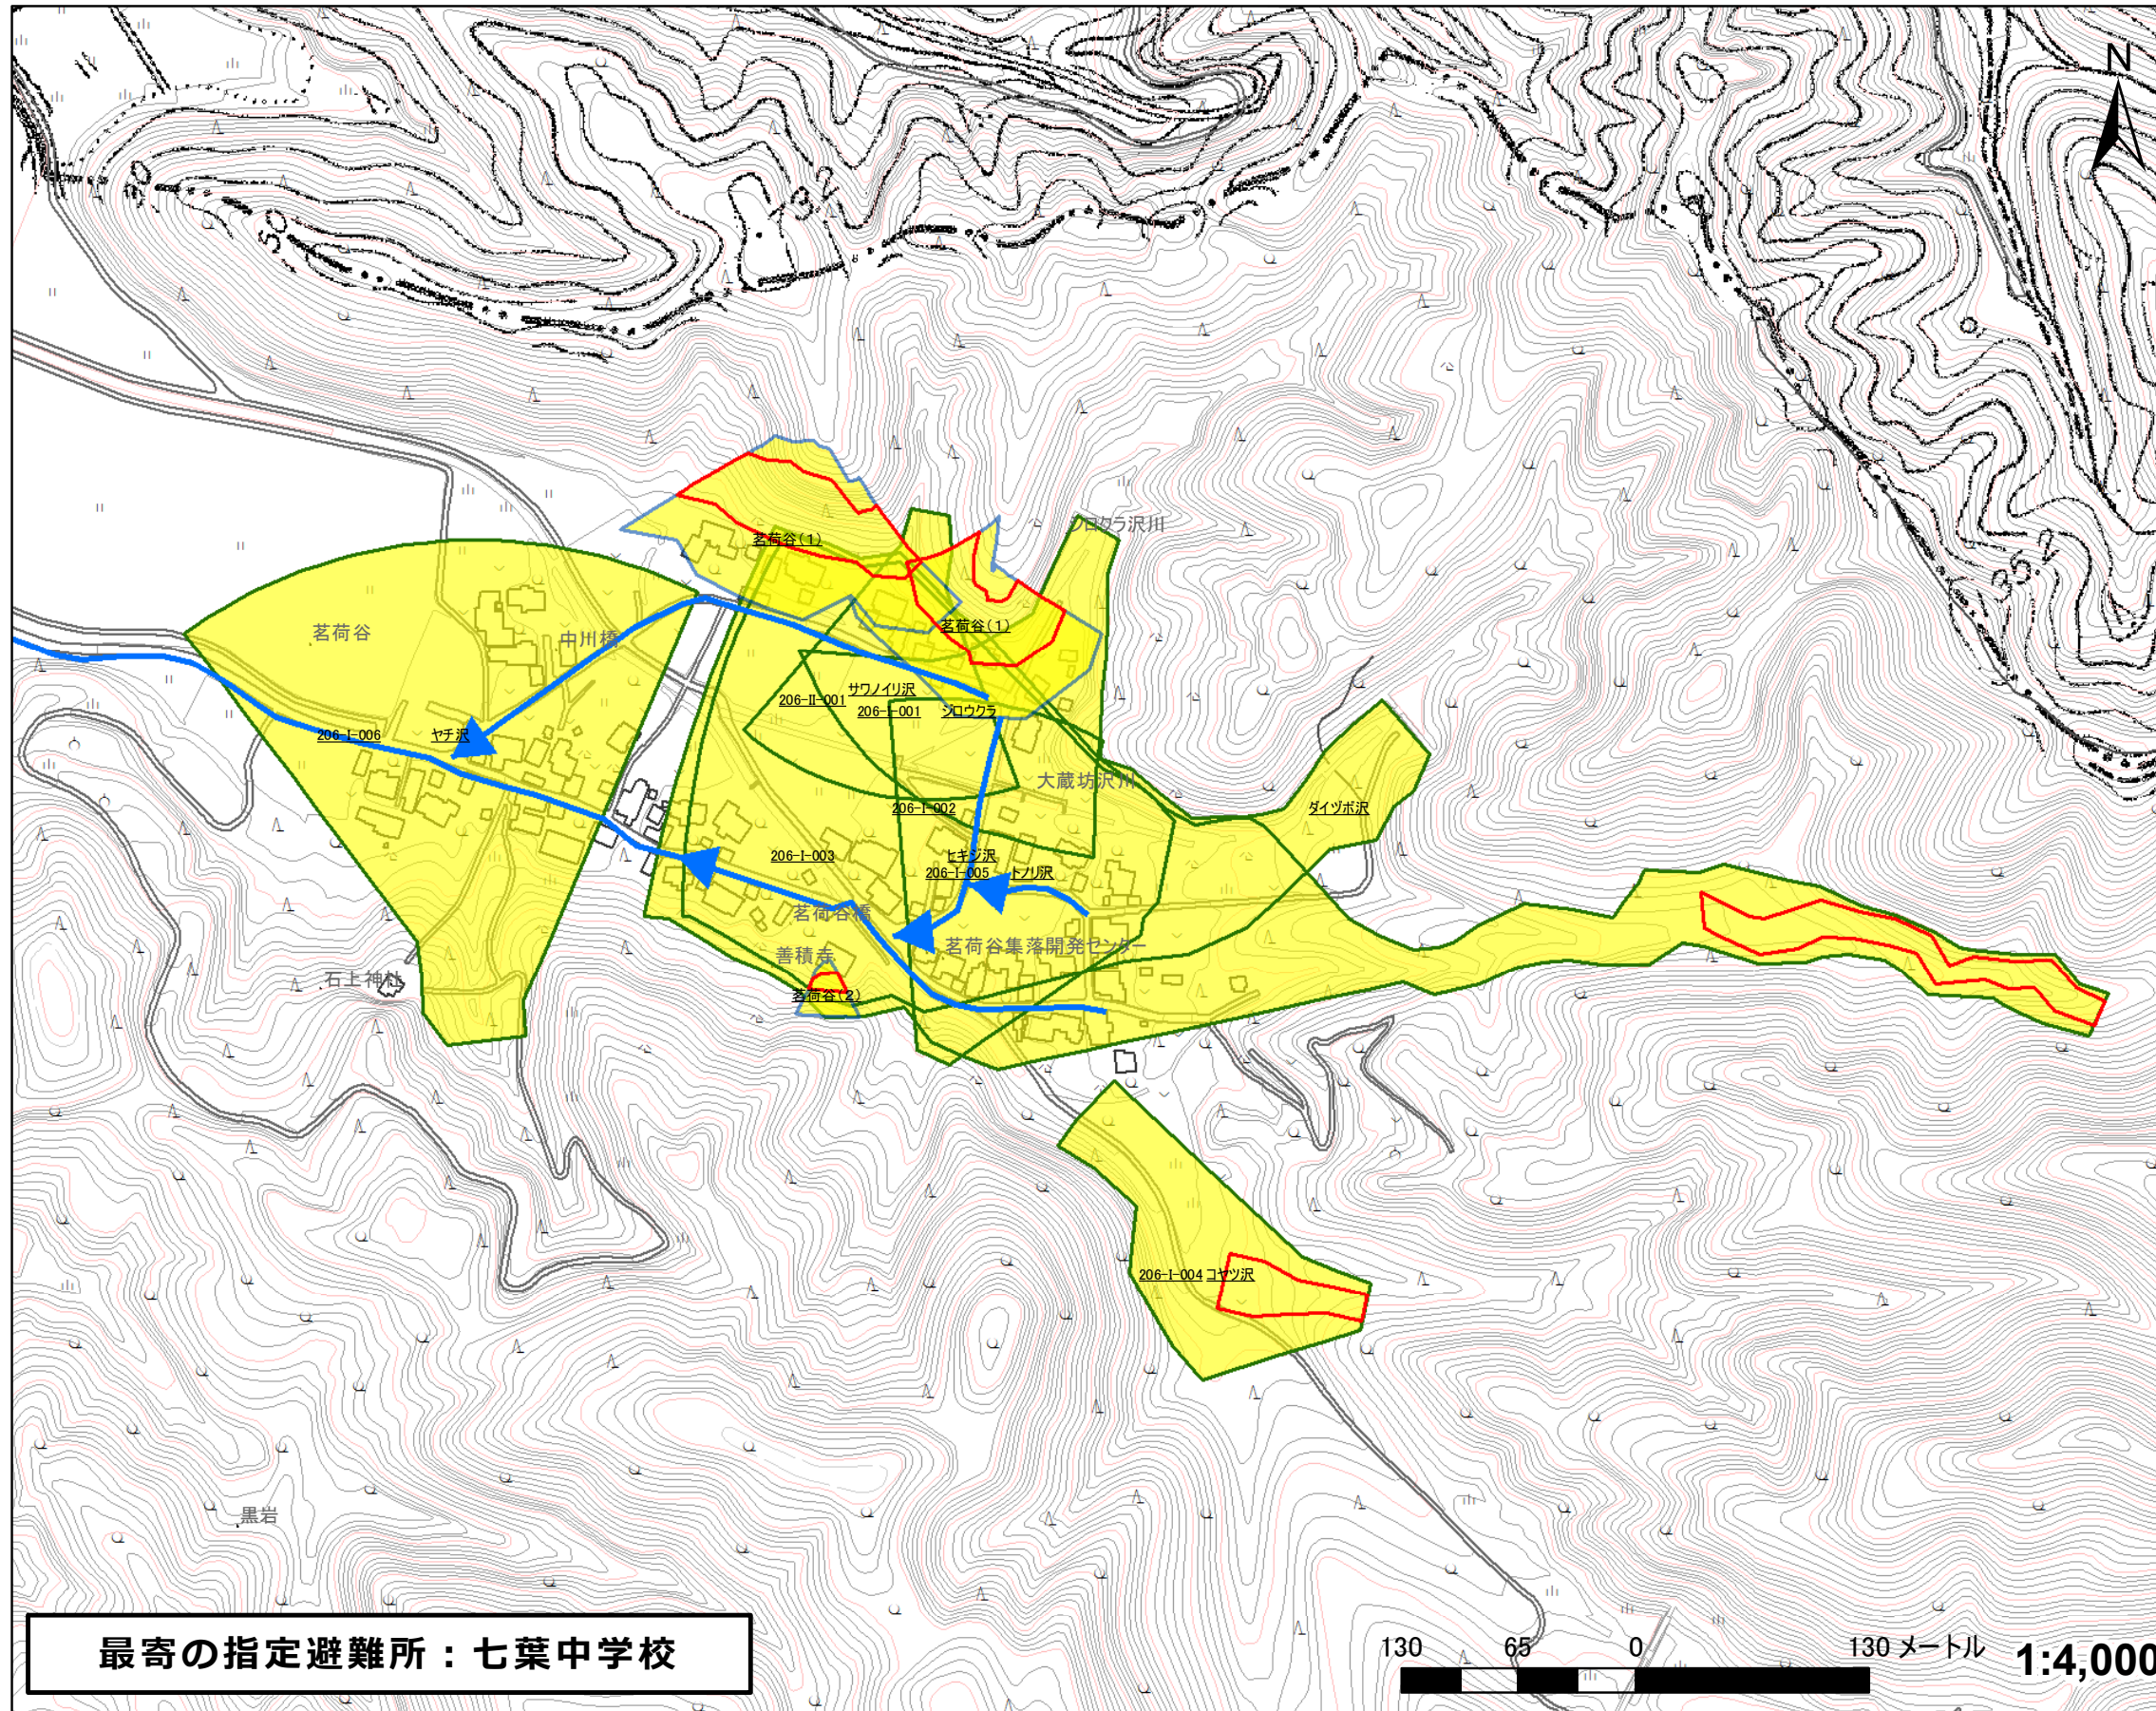 N
シロクラ沢川
茗荷谷(1)
茗荷谷(1)
茗荷谷
中川橋
サワノイリ沢
206-II-001
206-I-001
ジロウクラ
206-I-006
ヤチ沢
大蔵坊沢川
206-I-002
ダイヅボ沢
206-I-003
ヒキジ沢
206-I-005
トノリ沢
茗荷谷橋
茗荷谷集落開発センター
善積寺
石上神社
茗荷谷(2)
206-I-004
コヤツ沢
黒岩
最寄の指定避難所：七葉中学校
130 65 0 130 メートル
1:4,000